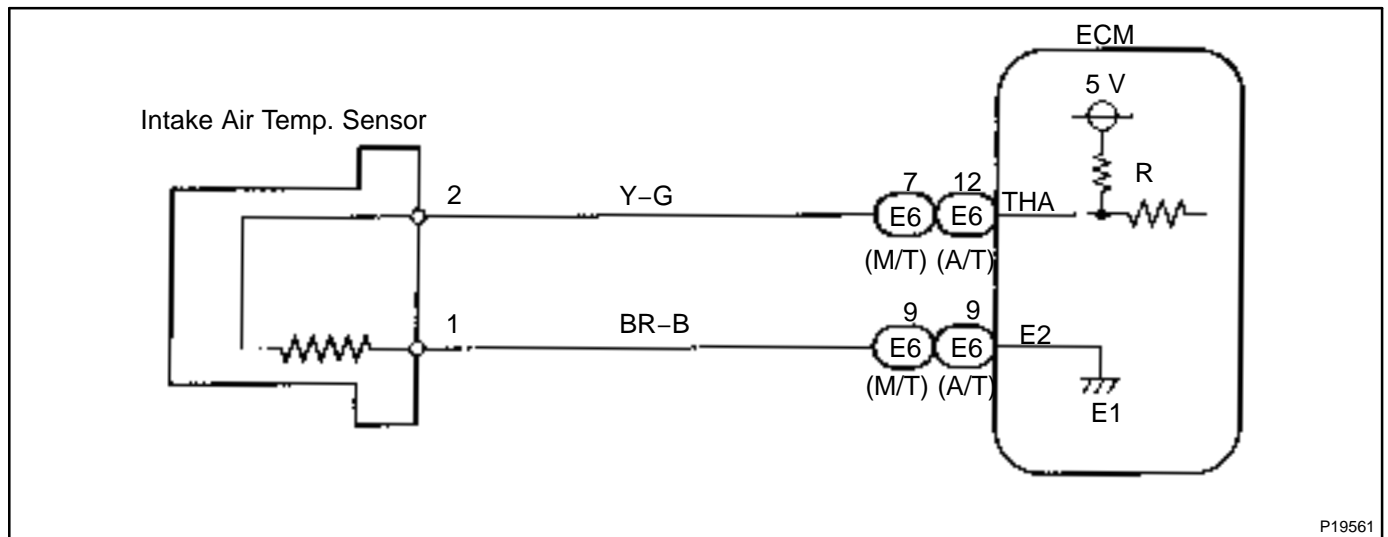 ECM
5 V
Intake Air Temp. Sensor
R
2
Y–G
7 12
E6 E6
THA
(M/T) (A/T)
1
BR–B
9 9
E6 E6
E2
(M/T) (A/T)
E1
P19561